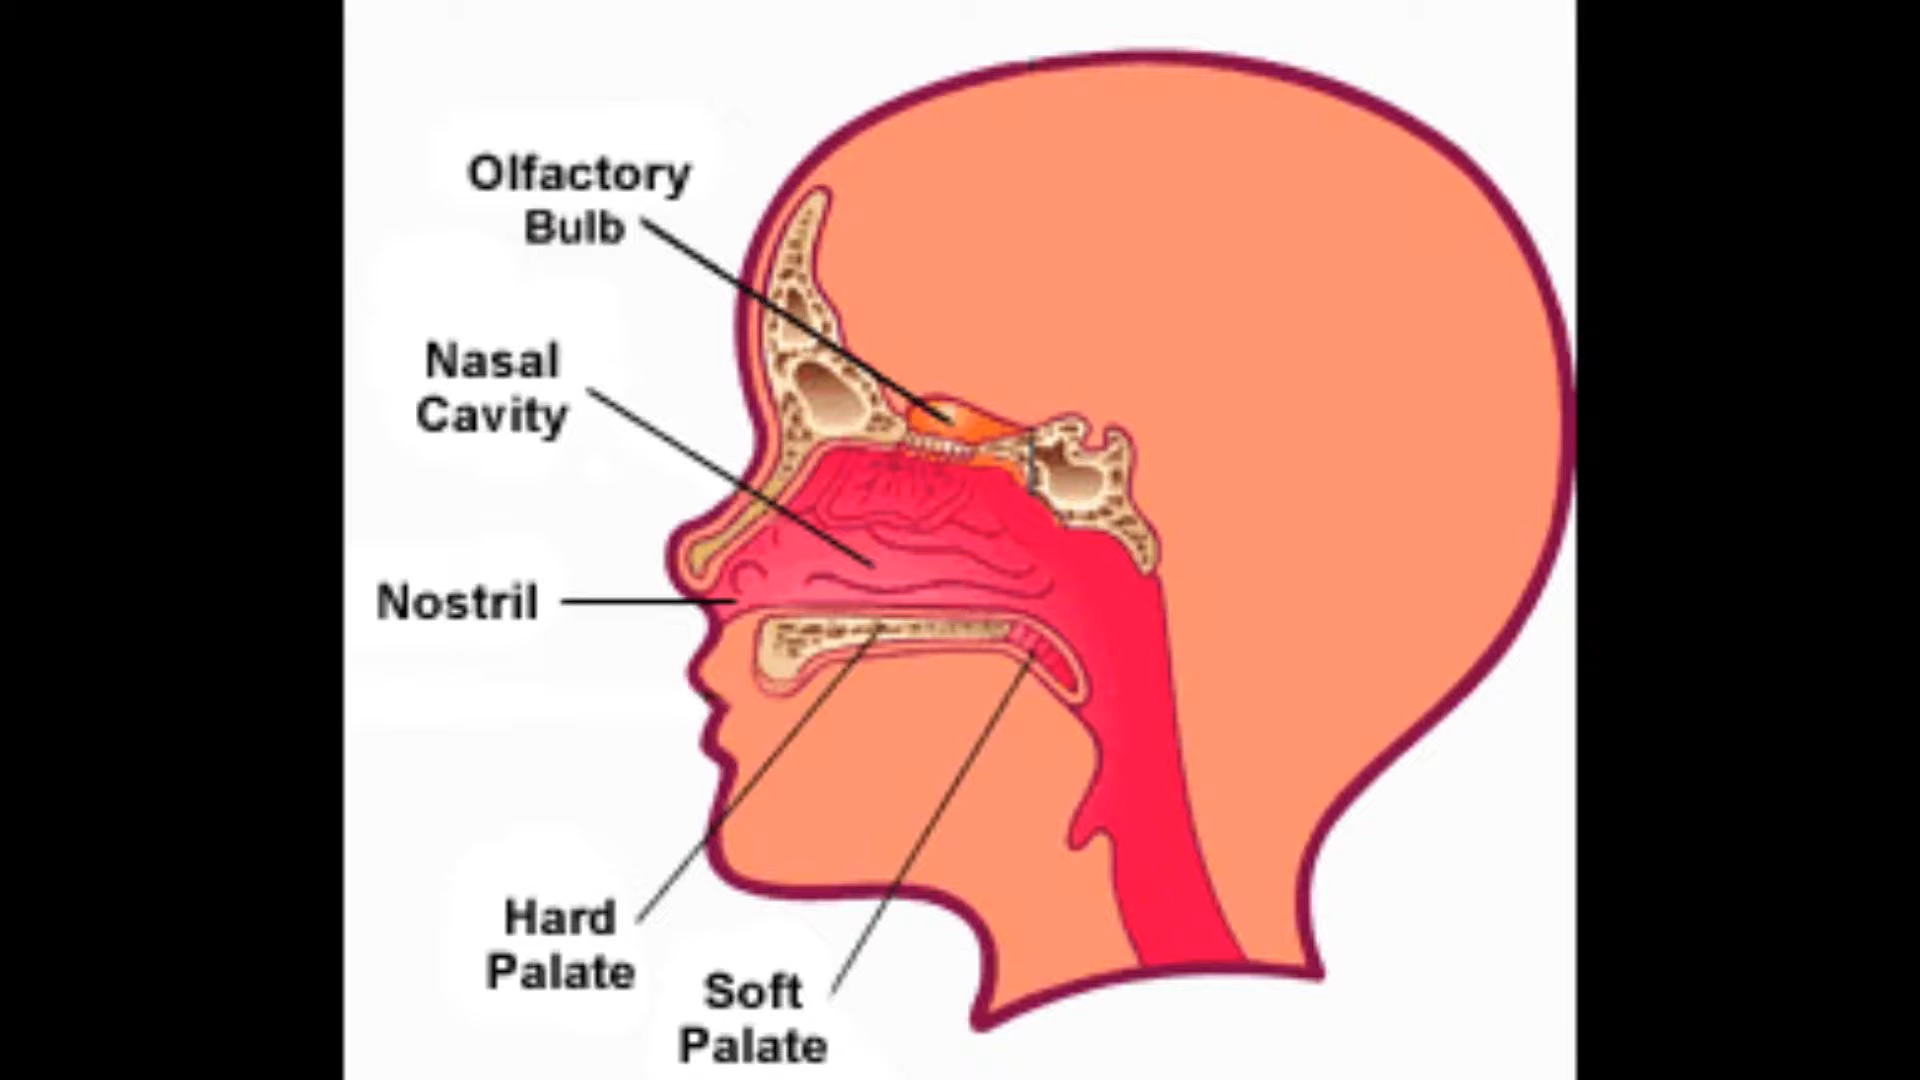 Olfactory
Bulb
Nasal
Cavity
Nostril
Hard
Palate
Soft
Palate